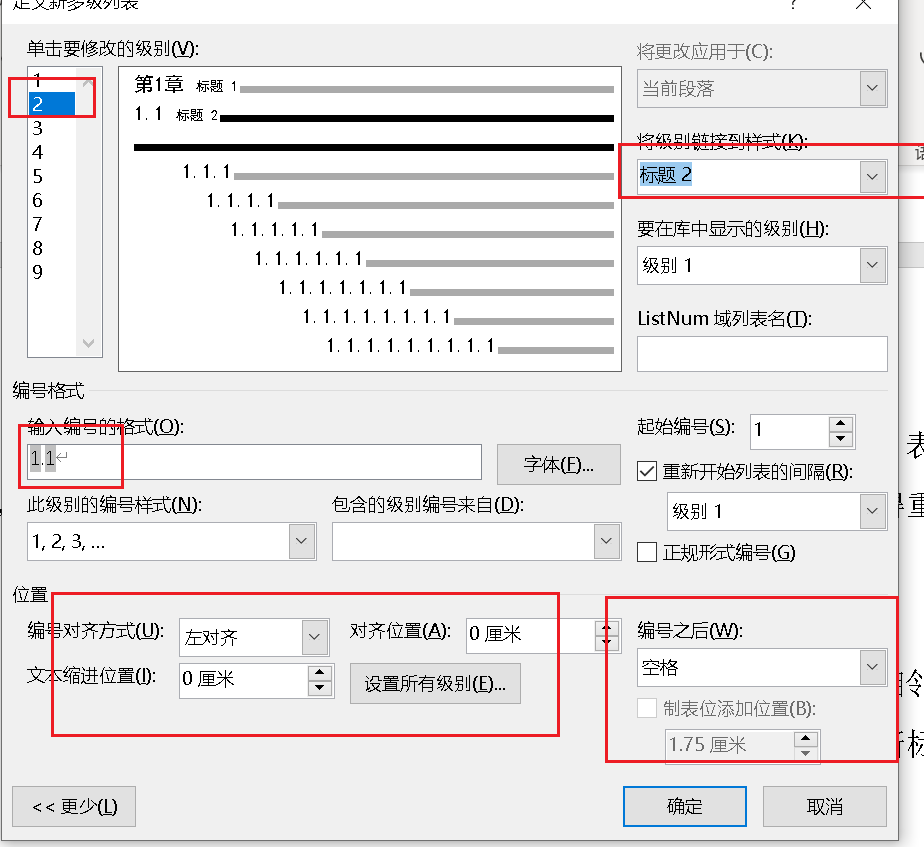 定义新多级列表 ?
单击要修改的级别(V):
将更改应用于(C):
1
2
3
4
5
6
7
8
9
第1章 标题 1
1.1 标题 2
1.1.1
1.1.1.1
1.1.1.1.1
1.1.1.1.1.1
1.1.1.1.1.1.1
1.1.1.1.1.1.1.1
1.1.1.1.1.1.1.1.1
当前段落
将级别链接到样式(K):
标题 2
要在库中显示的级别(H):
级别 1
ListNum 域列表名(T):
编号格式
输入编号的格式(O):
1.1↵
字体(F)...
起始编号(S): 1
重新开始列表的间隔(R):
级别 1
此级别的编号样式(N):
包含的级别编号来自(D):
1, 2, 3, ...
正规形式编号(G)
位置
编号对齐方式(U): 左对齐 对齐位置(A): 0 厘米
编号之后(W):
文本缩进位置(I): 0 厘米 设置所有级别(E)...
空格
制表位添加位置(B):
1.75 厘米
<< 更少(L) 确定 取消